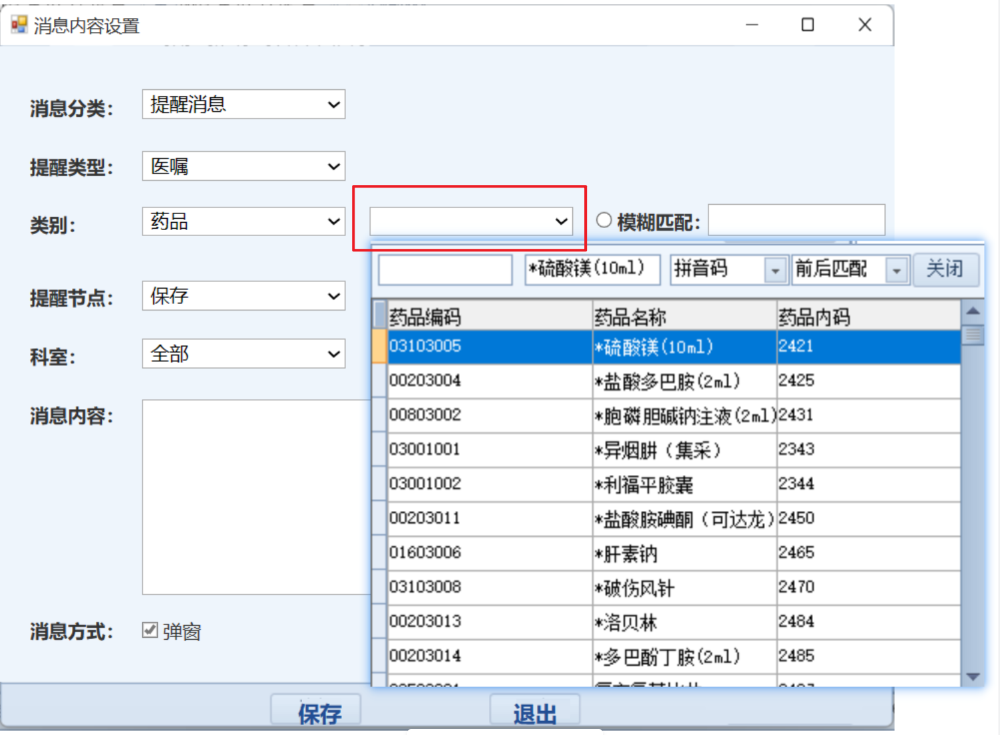 消息内容设置
消息分类： 提醒消息
提醒类型： 医嘱
类别： 药品 模糊匹配：
*硫酸镁(10ml) 拼音码 前后匹配 关闭
药品编码 药品名称 药品内码
03103005 *硫酸镁(10ml) 2421
00203004 *盐酸多巴胺(2ml) 2425
00803002 *胞磷胆碱钠注液(2ml) 2431
03001001 *异烟肼（集采） 2343
03001002 *利福平胶囊 2344
00203011 *盐酸胺碘酮（可达龙） 2450
01603006 *肝素钠 2465
03103008 *破伤风针 2470
00203013 *洛贝林 2484
00203014 *多巴酚丁胺(2ml) 2485
提醒节点： 保存
科室： 全部
消息内容：
消息方式： 弹窗
保存 退出